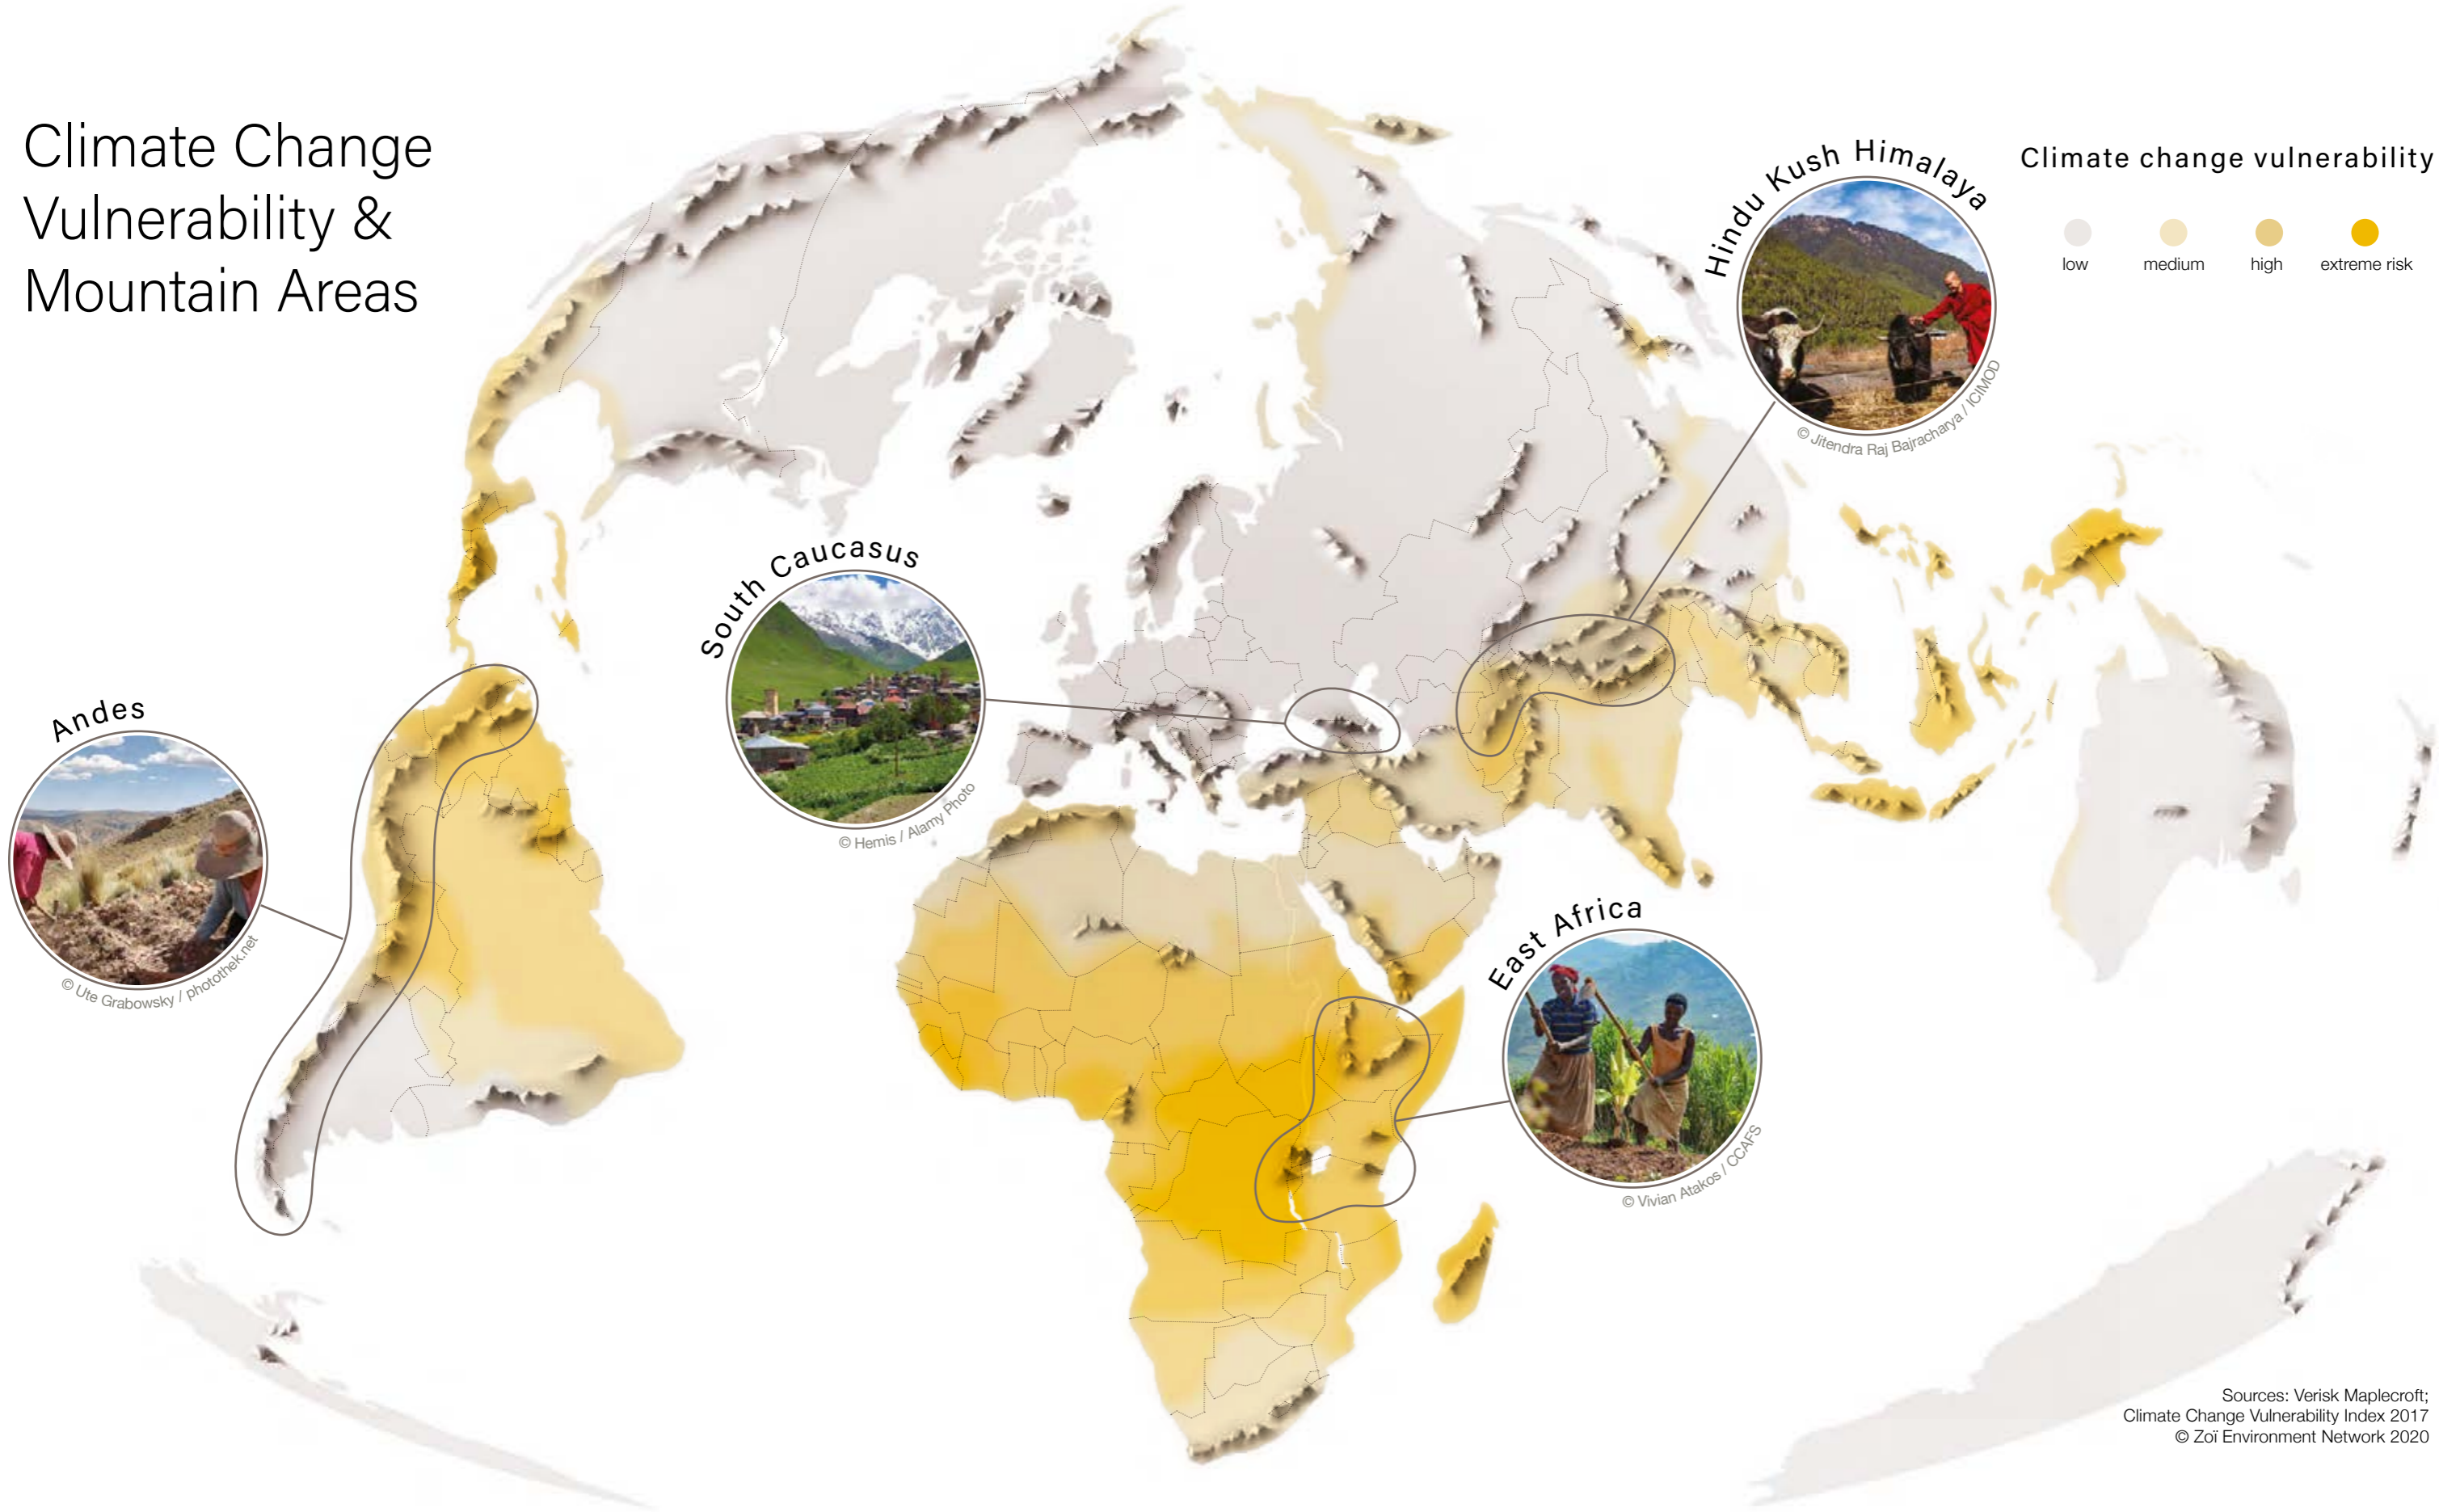 Climate Change
Vulnerability &
Mountain Areas
Hindu Kush Himalaya
© Jitendra Raj Bajracharya / ICIMOD
Climate change vulnerability
low
medium
high
extreme risk
South Caucasus
© Hemis / Alamy Photo
Andes
© Ute Grabowsky / photothek.net
East Africa
© Vivian Atakos / CCAFS
Sources: Verisk Maplecroft;
Climate Change Vulnerability Index 2017
© Zoï Environment Network 2020